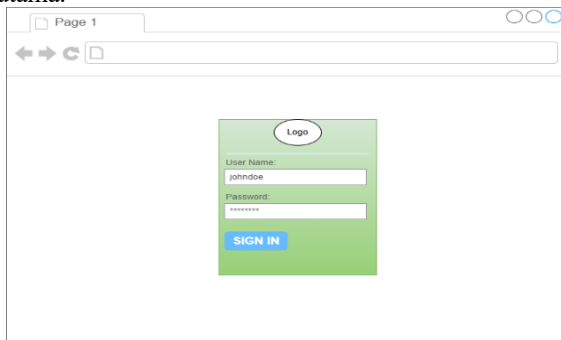 Page 1
Logo
User Name:
johndoe
Password:
********
SIGN IN